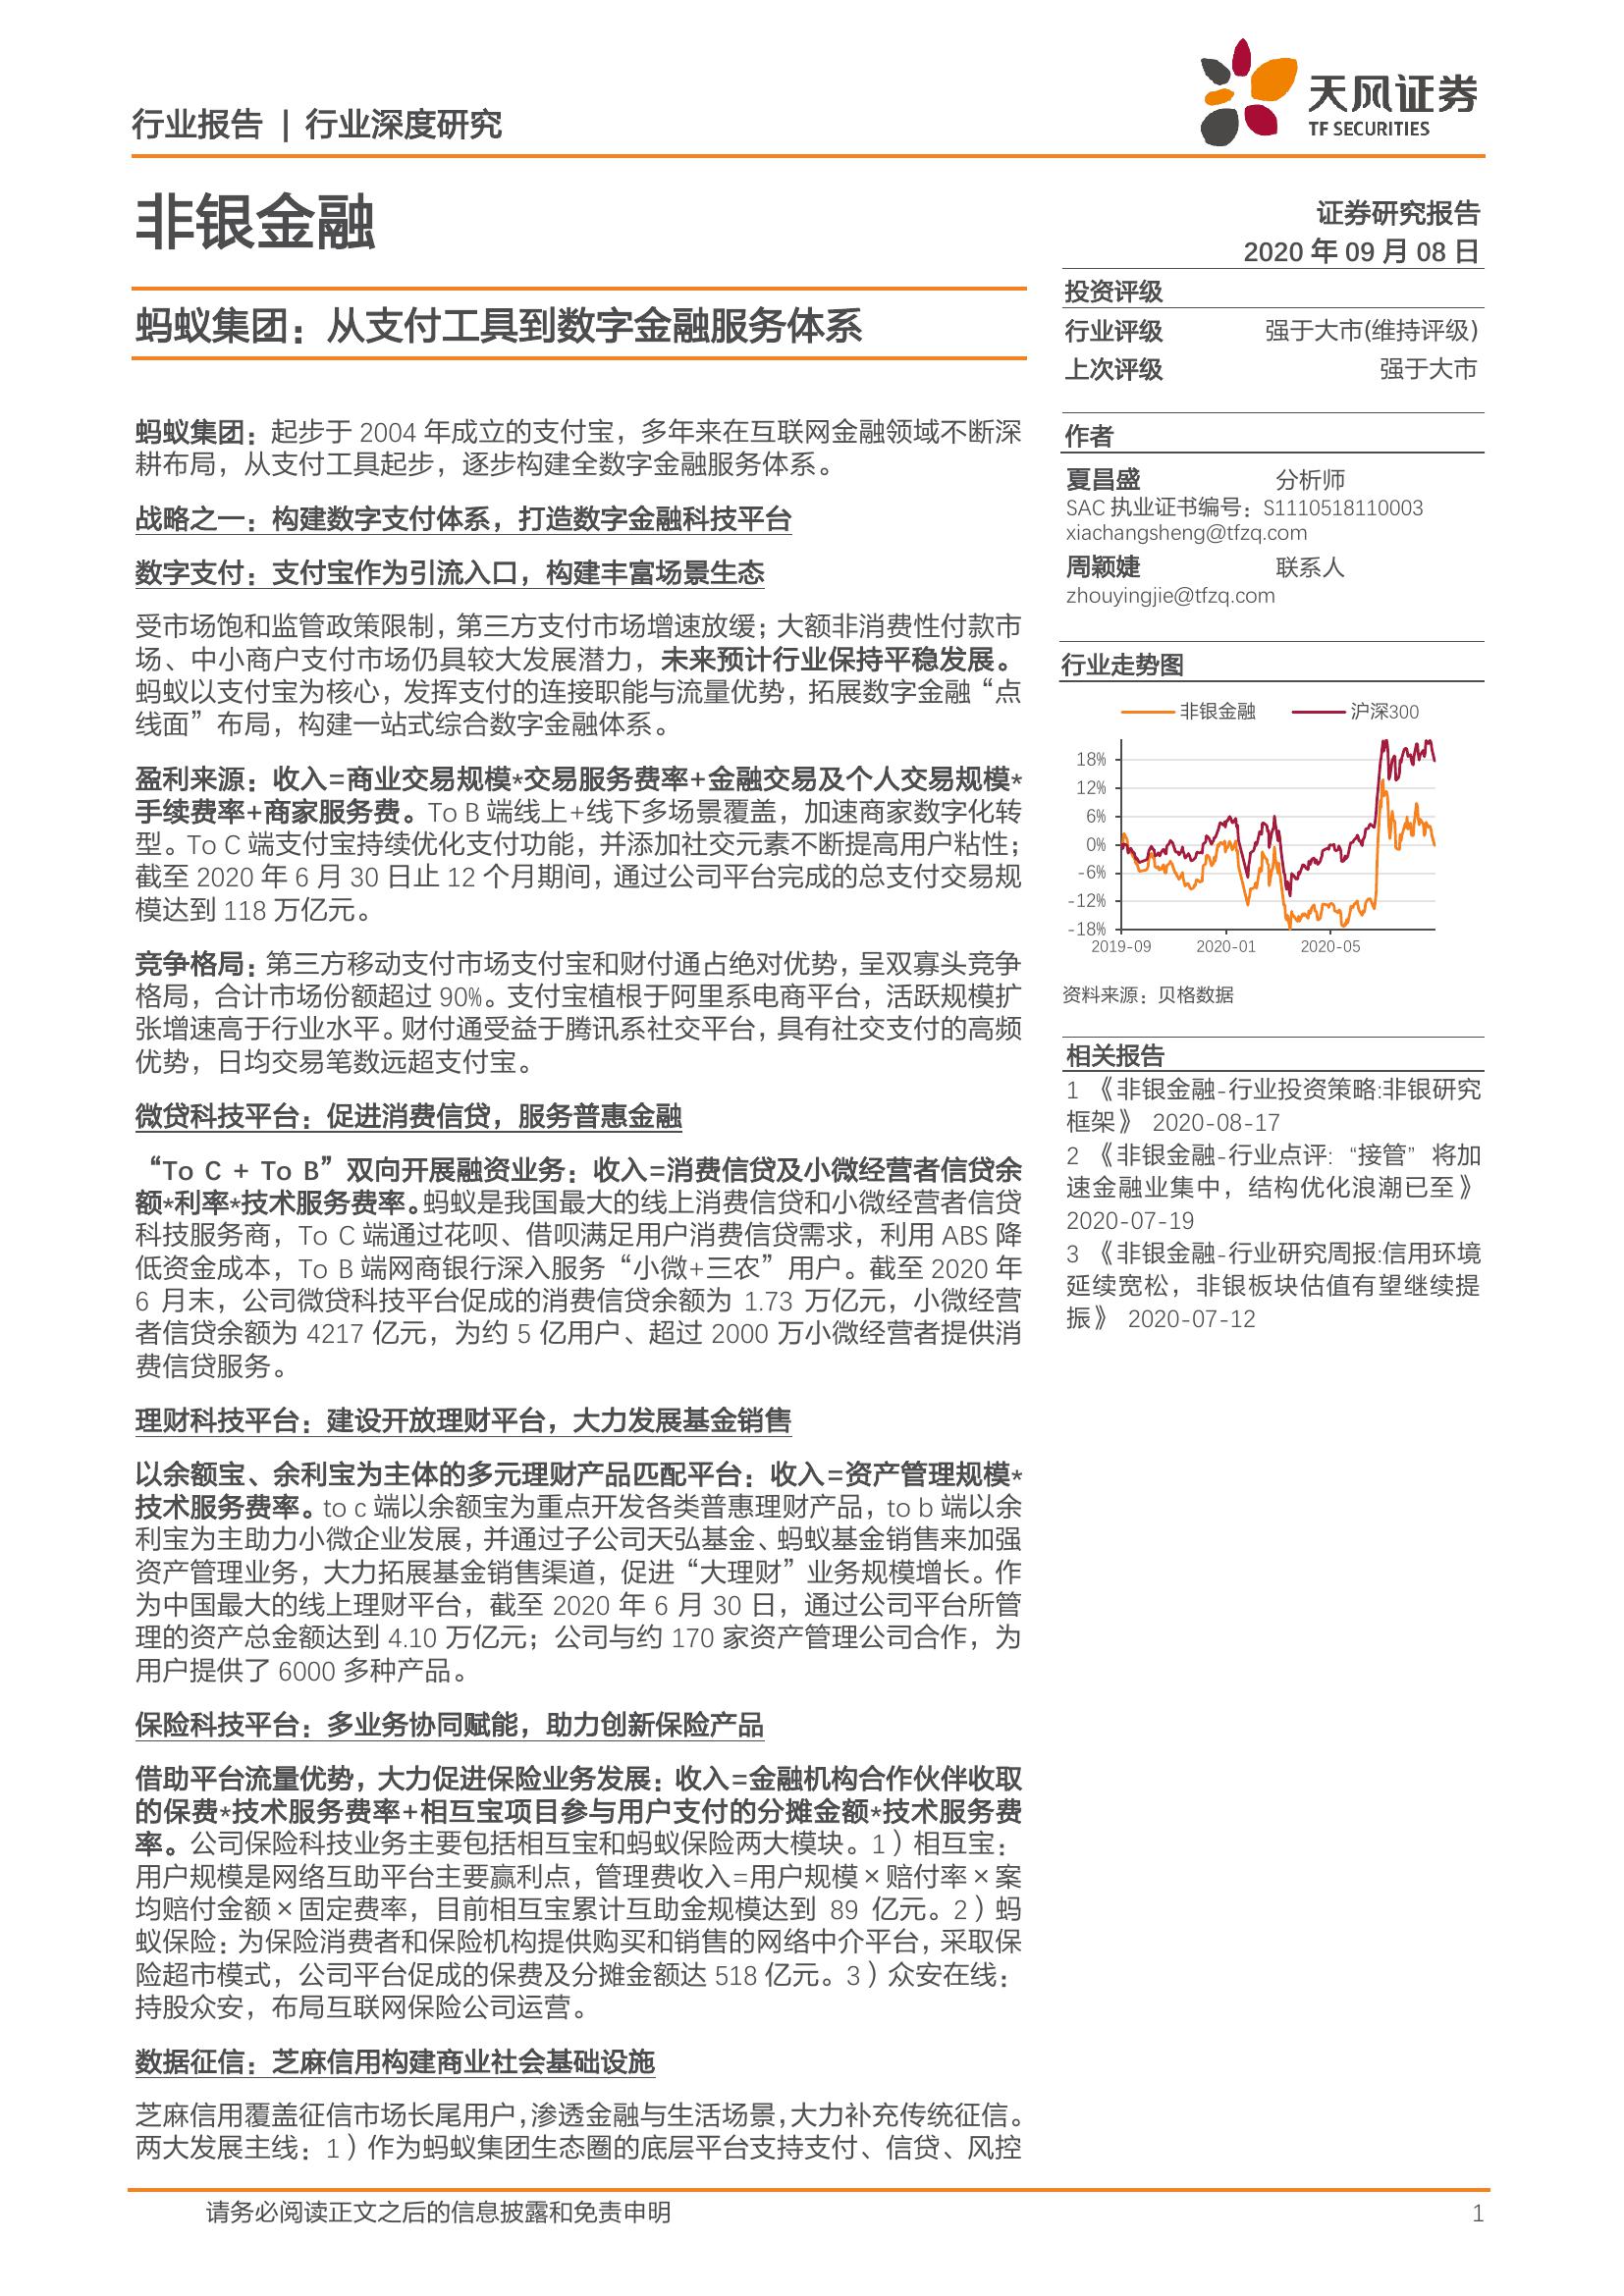 行业报告 | 行业深度研究
天风证券
TF SECURITIES
非银金融
证券研究报告
2020 年 09 月 08 日
蚂蚁集团：从支付工具到数字金融服务体系
蚂蚁集团：起步于 2004 年成立的支付宝，多年来在互联网金融领域不断深
耕布局，从支付工具起步，逐步构建全数字金融服务体系。
战略之一：构建数字支付体系，打造数字金融科技平台
数字支付：支付宝作为引流入口，构建丰富场景生态
受市场饱和监管政策限制，第三方支付市场增速放缓；大额非消费性付款市
场、中小商户支付市场仍具较大发展潜力，未来预计行业保持平稳发展。
蚂蚁以支付宝为核心，发挥支付的连接职能与流量优势，拓展数字金融“点
线面”布局，构建一站式综合数字金融体系。
盈利来源：收入=商业交易规模*交易服务费率+金融交易及个人交易规模*
手续费率+商家服务费。To B 端线上+线下多场景覆盖，加速商家数字化转
型。To C 端支付宝持续优化支付功能，并添加社交元素不断提高用户粘性；
截至 2020 年 6 月 30 日止 12 个月期间，通过公司平台完成的总支付交易规
模达到 118 万亿元。
竞争格局：第三方移动支付市场支付宝和财付通占绝对优势，呈双寡头竞争
格局，合计市场份额超过 90%。支付宝植根于阿里系电商平台，活跃规模扩
张增速高于行业水平。财付通受益于腾讯系社交平台，具有社交支付的高频
优势，日均交易笔数远超支付宝。
微贷科技平台：促进消费信贷，服务普惠金融
“To C + To B”双向开展融资业务：收入=消费信贷及小微经营者信贷余
额*利率*技术服务费率。蚂蚁是我国最大的线上消费信贷和小微经营者信贷
科技服务商，To C 端通过花呗、借呗满足用户消费信贷需求，利用 ABS 降
低资金成本，To B 端网商银行深入服务“小微+三农”用户。截至 2020 年
6 月末，公司微贷科技平台促成的消费信贷余额为 1.73 万亿元，小微经营
者信贷余额为 4217 亿元，为约 5 亿用户、超过 2000 万小微经营者提供消
费信贷服务。
理财科技平台：建设开放理财平台，大力发展基金销售
以余额宝、余利宝为主体的多元理财产品匹配平台：收入=资产管理规模*
技术服务费率。to c 端以余额宝为重点开发各类普惠理财产品，to b 端以余
利宝为主助力小微企业发展，并通过子公司天弘基金、蚂蚁基金销售来加强
资产管理业务，大力拓展基金销售渠道，促进“大理财”业务规模增长。作
为中国最大的线上理财平台，截至 2020 年 6 月 30 日，通过公司平台所管
理的资产总金额达到 4.10 万亿元；公司与约 170 家资产管理公司合作，为
用户提供了 6000 多种产品。
保险科技平台：多业务协同赋能，助力创新保险产品
借助平台流量优势，大力促进保险业务发展：收入=金融机构合作伙伴收取
的保费*技术服务费率+相互宝项目参与用户支付的分摊金额*技术服务费
率。公司保险科技业务主要包括相互宝和蚂蚁保险两大模块。1）相互宝：
用户规模是网络互助平台主要赢利点，管理费收入=用户规模×赔付率×案
均赔付金额×固定费率，目前相互宝累计互助金规模达到 89 亿元。2）蚂
蚁保险：为保险消费者和保险机构提供购买和销售的网络中介平台，采取保
险超市模式，公司平台促成的保费及分摊金额达 518 亿元。3）众安在线：
持股众安，布局互联网保险公司运营。
数据征信：芝麻信用构建商业社会基础设施
芝麻信用覆盖征信市场长尾用户，渗透金融与生活场景，大力补充传统征信。
两大发展主线：1）作为蚂蚁集团生态圈的底层平台支持支付、信贷、风控
投资评级
行业评级 强于大市(维持评级)
上次评级 强于大市
作者
夏昌盛 分析师
SAC 执业证书编号：S1110518110003
xiachangsheng@tfzq.com
周颖婕 联系人
zhouyingjie@tfzq.com
行业走势图
非银金融 沪深300
18%
12%
6%
0%
-6%
-12%
-18%
2019-09 2020-01 2020-05
资料来源：贝格数据
相关报告
1 《非银金融-行业投资策略:非银研究
框架》 2020-08-17
2 《非银金融-行业点评:“接管”将加
速金融业集中，结构优化浪潮已至》
2020-07-19
3 《非银金融-行业研究周报:信用环境
延续宽松，非银板块估值有望继续提
振》 2020-07-12
请务必阅读正文之后的信息披露和免责申明 1